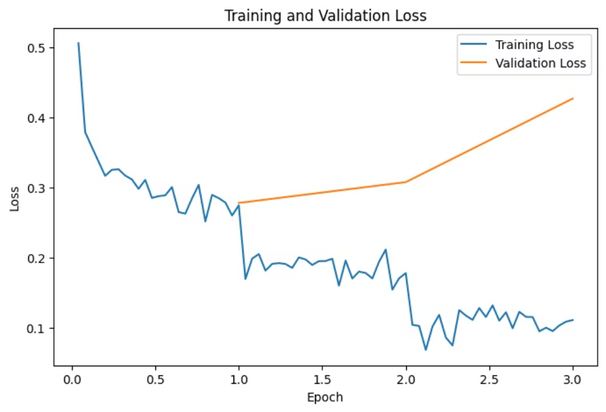 Training and Validation Loss
Training Loss
Validation Loss
0.5
0.4
0.3
0.2
0.1
Loss
0.0 0.5 1.0 1.5 2.0 2.5 3.0
Epoch